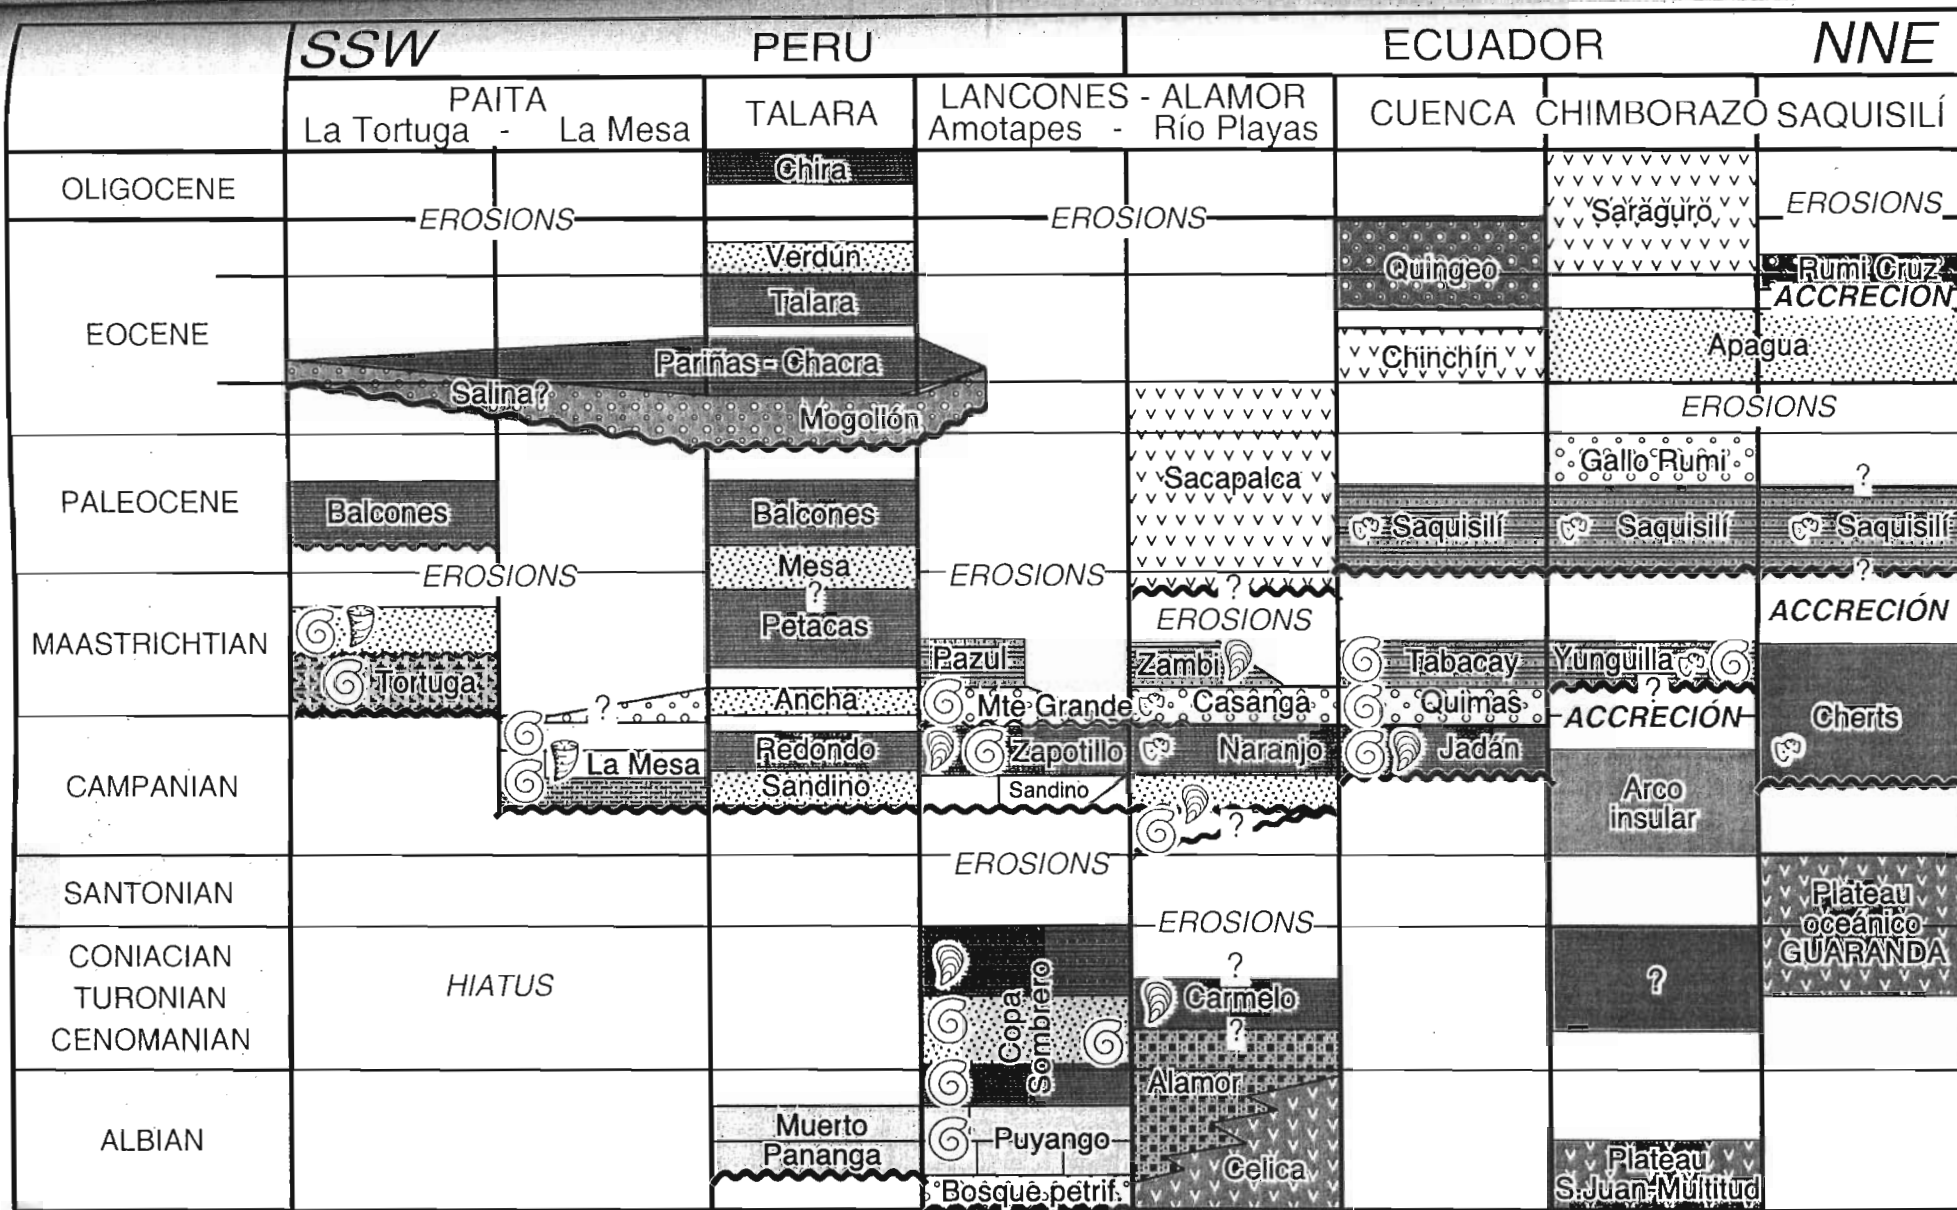 SSW PERU ECUADOR NNE
PAITA TALARA LANCONES - ALAMOR CUENCA CHIMBORAZO SAQUISILÍ
La Tortuga - La Mesa Amotapes - Río Playas
OLIGOCENE
Chira
Saraguro
EROSIONS
EROSIONS
EROSIONS
EOCENE
Verdún
Quingeo
Rumi Cruz
Talara
ACCRECIÓN
Pariñas - Chacra
Chinchín
Apagua
Salina?
Mogollón
EROSIONS
PALEOCENE
Gallo Rumi
Sacapalca
?
Balcones
Balcones
Saquisilí
Saquisilí
Saquisilí
EROSIONS
Mesa
EROSIONS
?
?
?
MAASTRICHTIAN
Petacas
EROSIONS
ACCRECIÓN
Pazul
Zambi
Tabacay
Yunguilla
Tortuga
?
Ancha
Mte Grande
Casanga
Quimas
?
ACCRECIÓN
Cherts
CAMPANIAN
La Mesa
Redondo
Zapotillo
Naranjo
Jadán
Sandino
Sandino
Arco
insular
?
SANTONIAN
EROSIONS
EROSIONS
Plateau
oceánico
GUARANDA
CONIACIAN
TURONIAN
CENOMANIAN
HIATUS
Copa
Sombrero
?
Carmelo
?
?
ALBIAN
Alamor
Muerto
Pananga
Puyango
Celica
Plateau
S.Juan-Multitud
Bosque petrif.